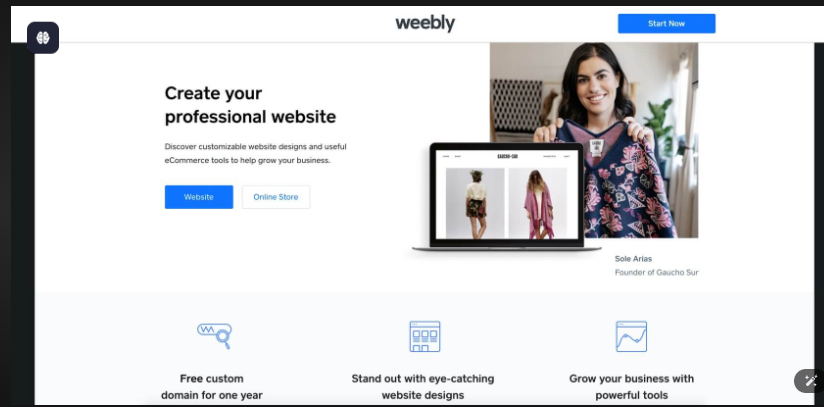 weebly
Start Now
Create your
professional website
Discover customizable website designs and useful
eCommerce tools to help grow your business.
Website
Online Store
GAUCHO-SUR
Sole Arias
Founder of Gaucho Sur
Free custom
domain for one year
Stand out with eye-catching
website designs
Grow your business with
powerful tools